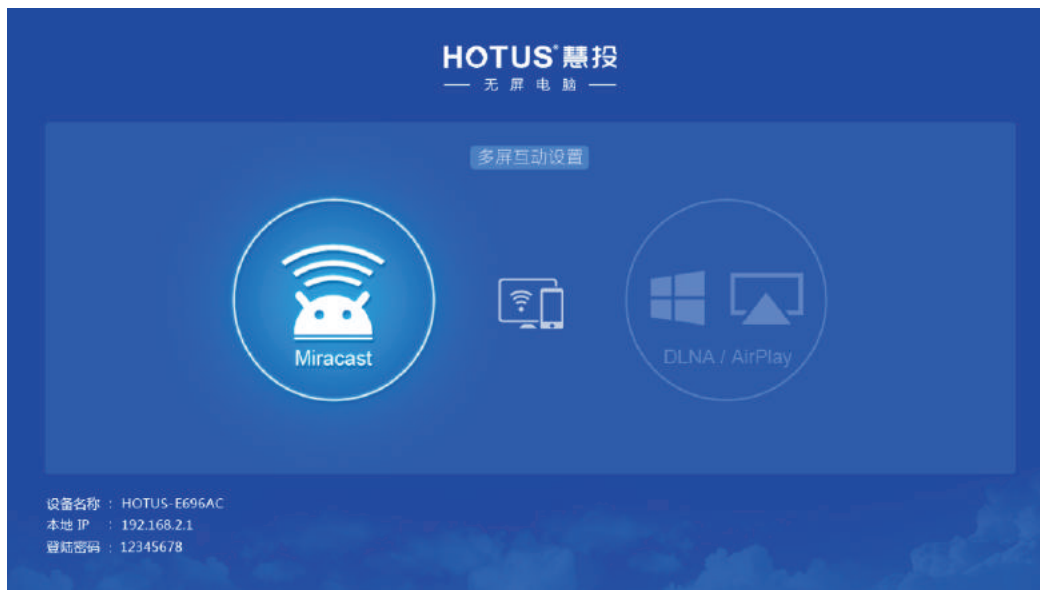 HOTUS®慧投
无屏电脑
多屏互动设置
Miracast
DLNA / AirPlay
设备名称 : HOTUS-E696AC
本地 IP : 192.168.2.1
登陆密码 : 12345678